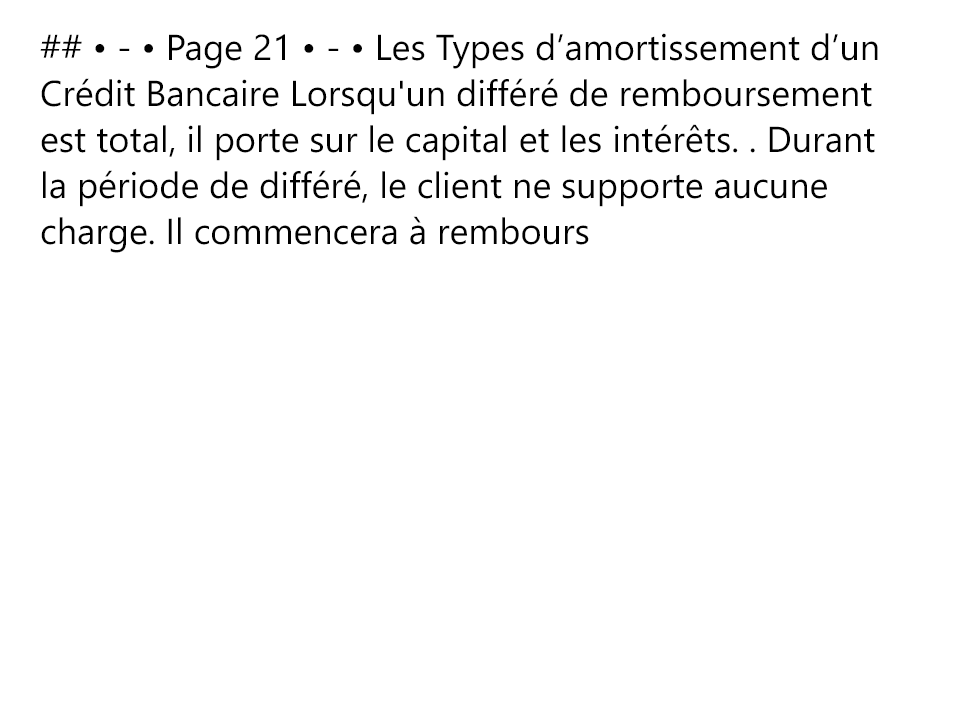 ## • - • Page 21 • - • Les Types d’amortissement d’un
Crédit Bancaire Lorsqu'un différé de remboursement
est total, il porte sur le capital et les intérêts. . Durant
la période de différé, le client ne supporte aucune
charge. Il commencera à rembours